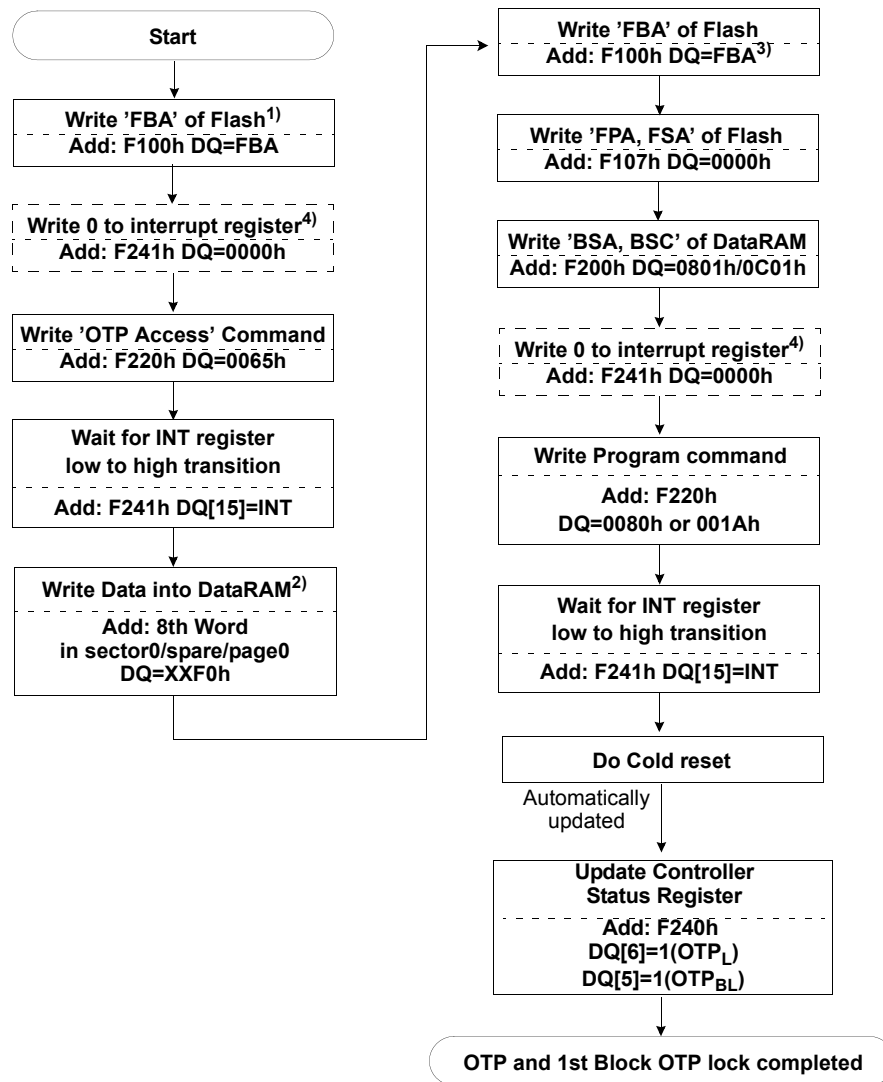 Start
Write ’FBA’ of Flash1)
Add: F100h DQ=FBA
Write 0 to interrupt register4)
Add: F241h DQ=0000h
Write ’OTP Access’ Command
Add: F220h DQ=0065h
Wait for INT register
low to high transition
Add: F241h DQ[15]=INT
Write Data into DataRAM2)
Add: 8th Word
in sector0/spare/page0
DQ=XXF0h
Write ’FBA’ of Flash
Add: F100h DQ=FBA3)
Write ’FPA, FSA’ of Flash
Add: F107h DQ=0000h
Write ’BSA, BSC’ of DataRAM
Add: F200h DQ=0801h/0C01h
Write 0 to interrupt register4)
Add: F241h DQ=0000h
Write Program command
Add: F220h
DQ=0080h or 001Ah
Wait for INT register
low to high transition
Add: F241h DQ[15]=INT
Do Cold reset
Automatically
updated
Update Controller
Status Register
Add: F240h
DQ[6]=1(OTPL)
DQ[5]=1(OTPBL)
OTP and 1st Block OTP lock completed